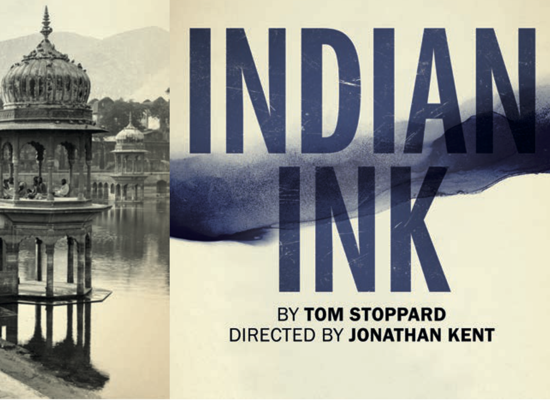 INDIAN
INK
BY TOM STOPPARD
DIRECTED BY JONATHAN KENT